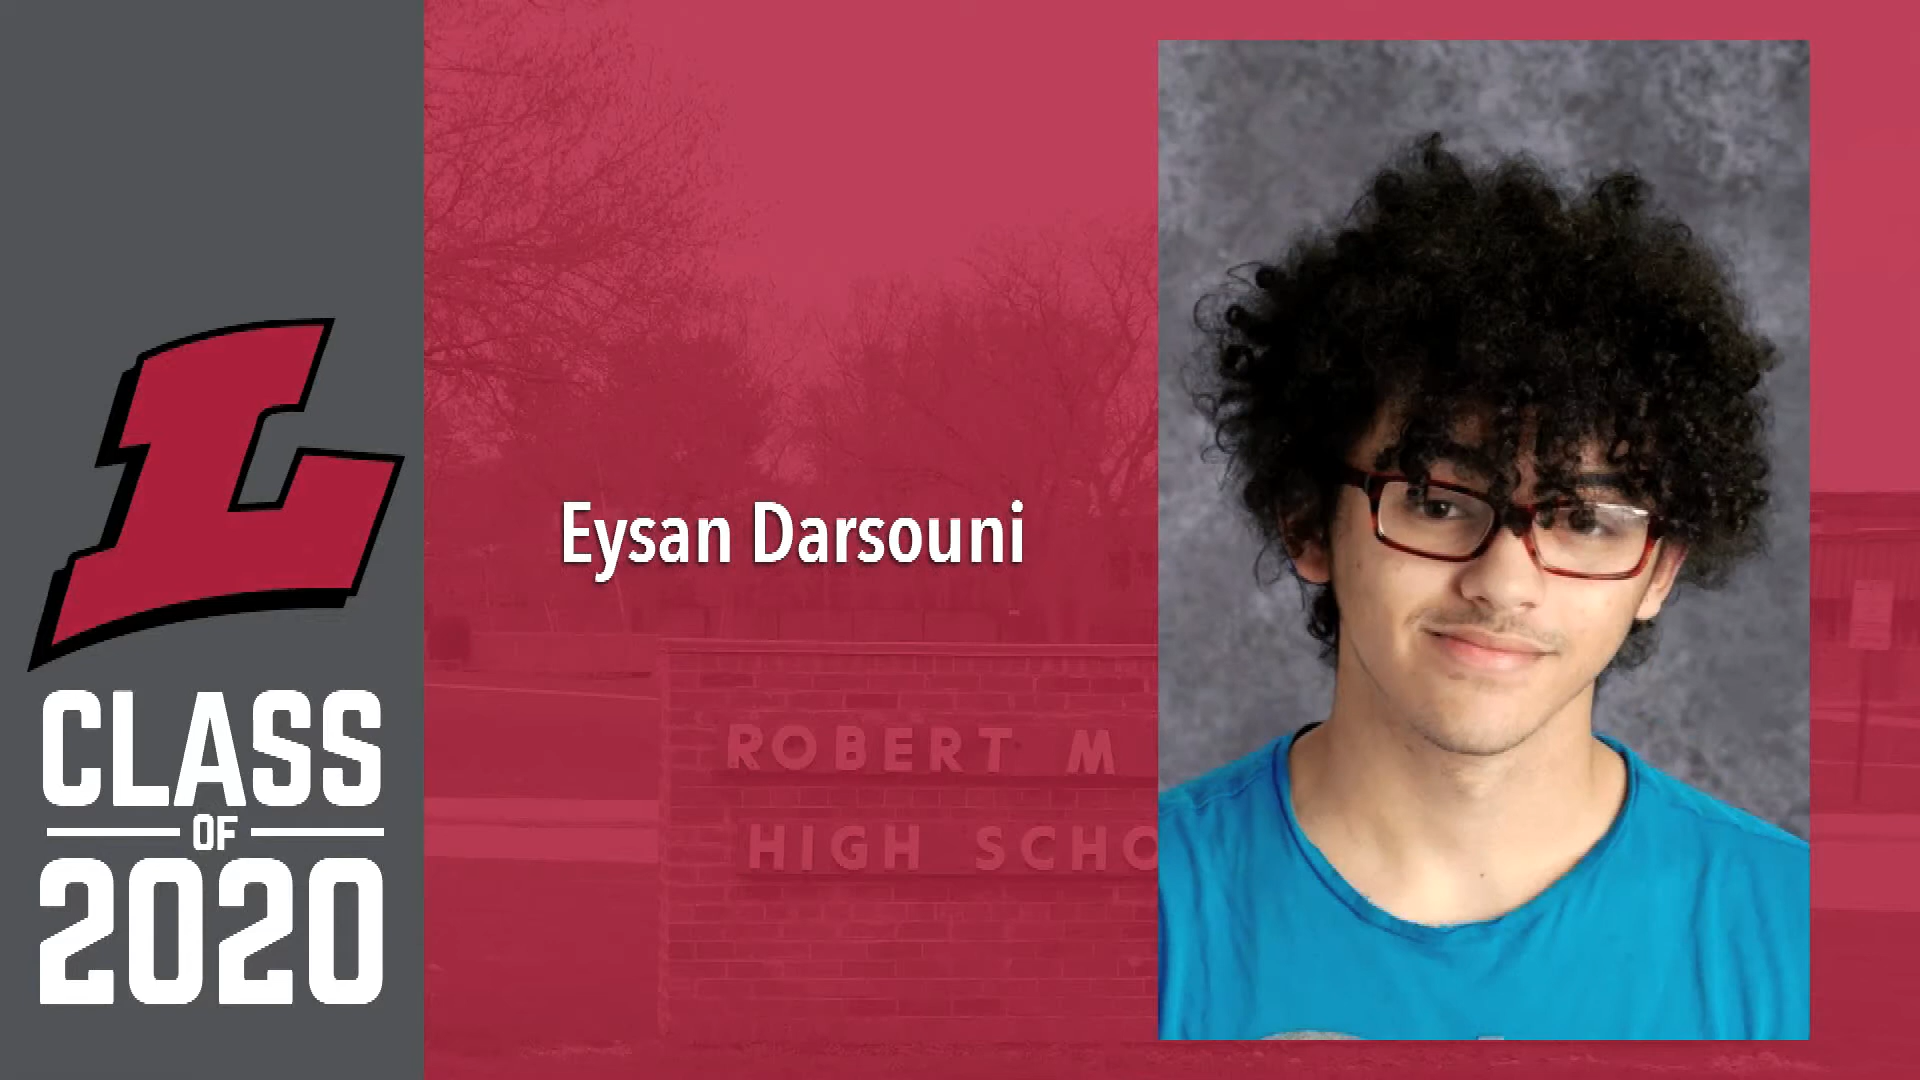 L
CLASS
OF
2020
Eysan Darsouni
ROBERT M
HIGH SCHO